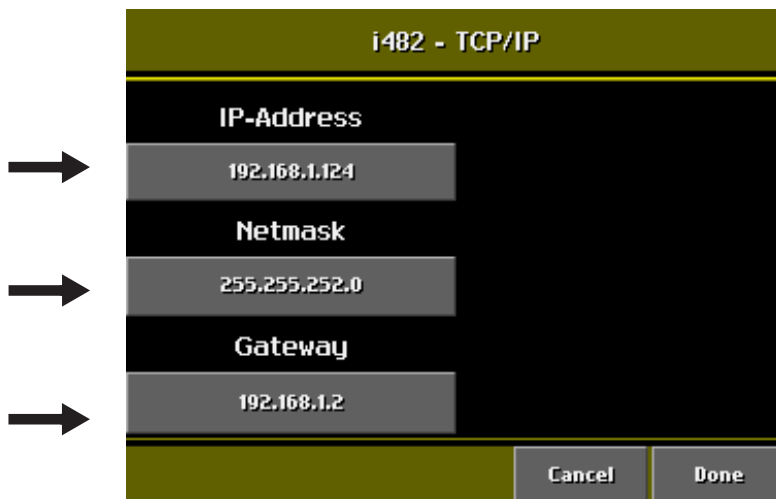 i482 - TCP/IP
IP-Address
192.168.1.124
Netmask
255.255.252.0
Gateway
192.168.1.2
Cancel Done